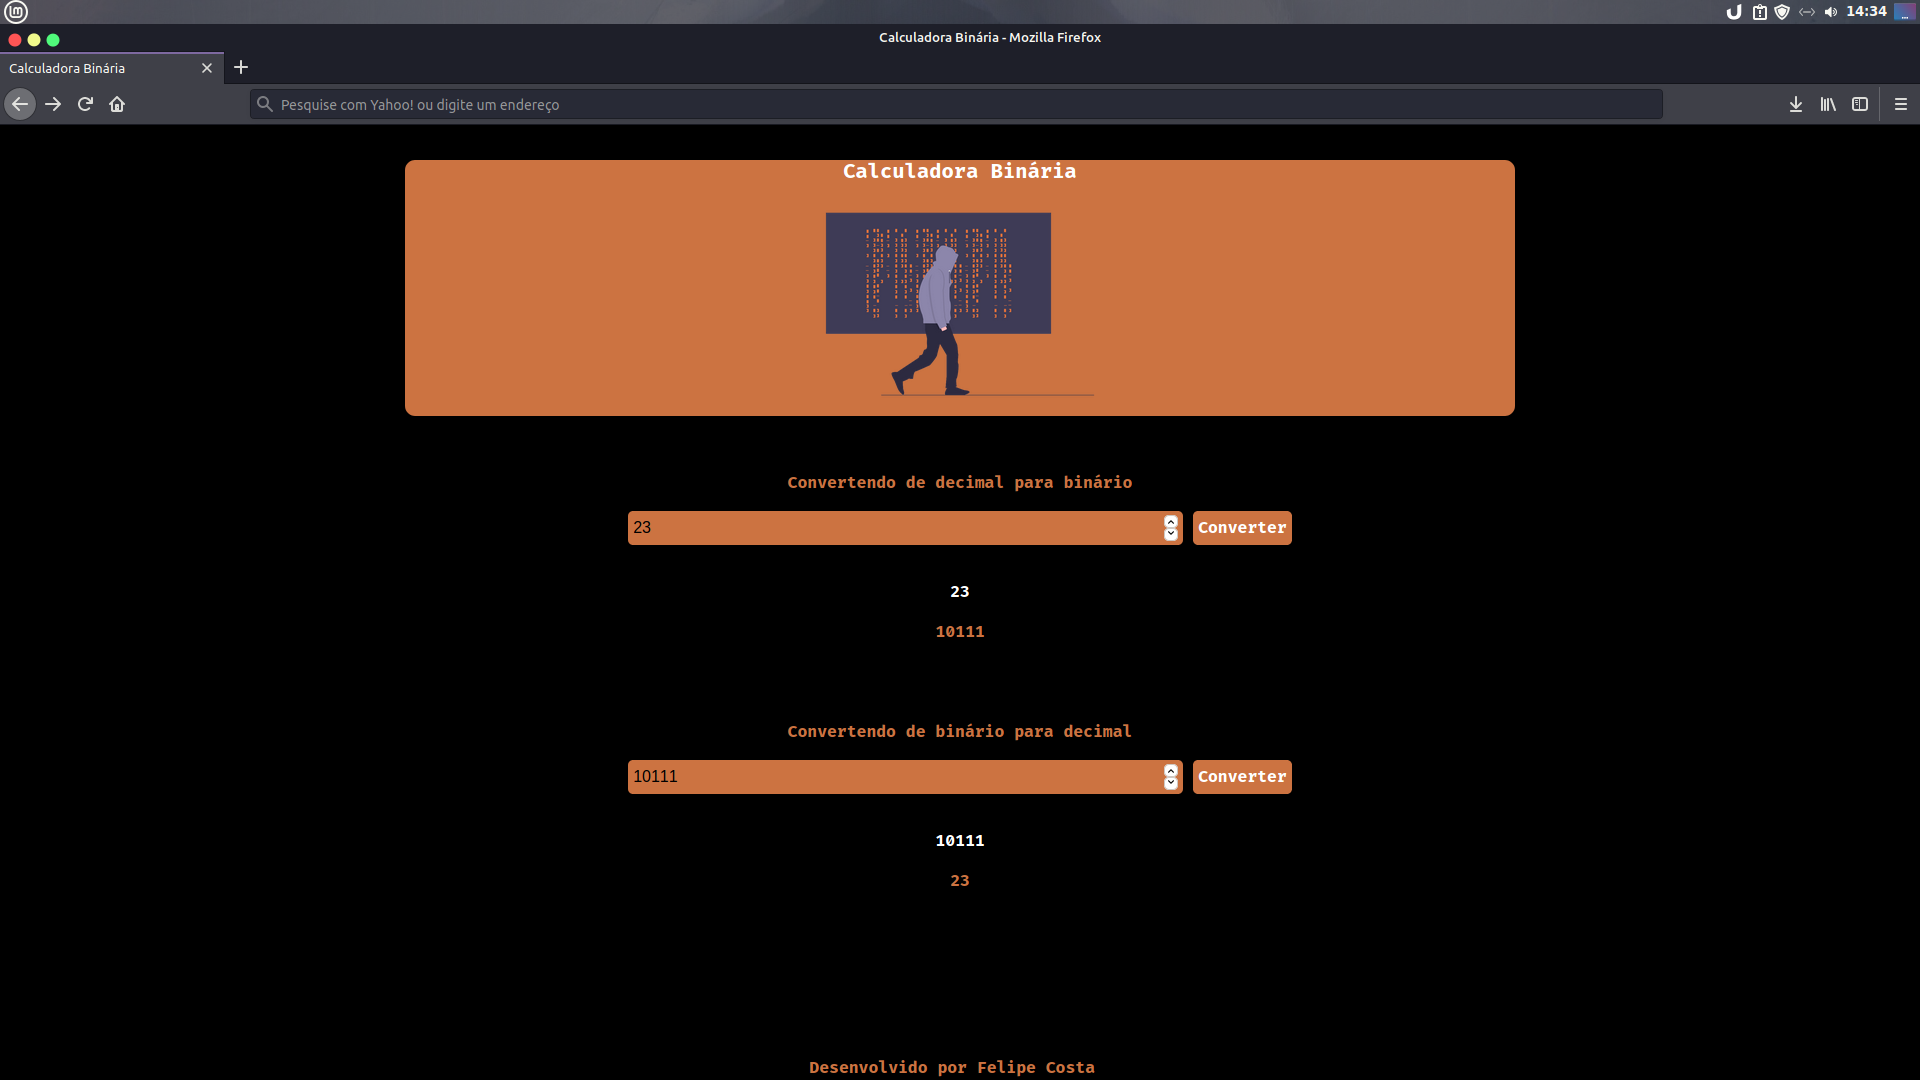 14:34
Calculadora Binária - Mozilla Firefox
Calculadora Binária
Pesquise com Yahoo! ou digite um endereço
Calculadora Binária
Convertendo de decimal para binário
23 Converter
23
10111
Convertendo de binário para decimal
10111 Converter
10111
23
Desenvolvido por Felipe Costa